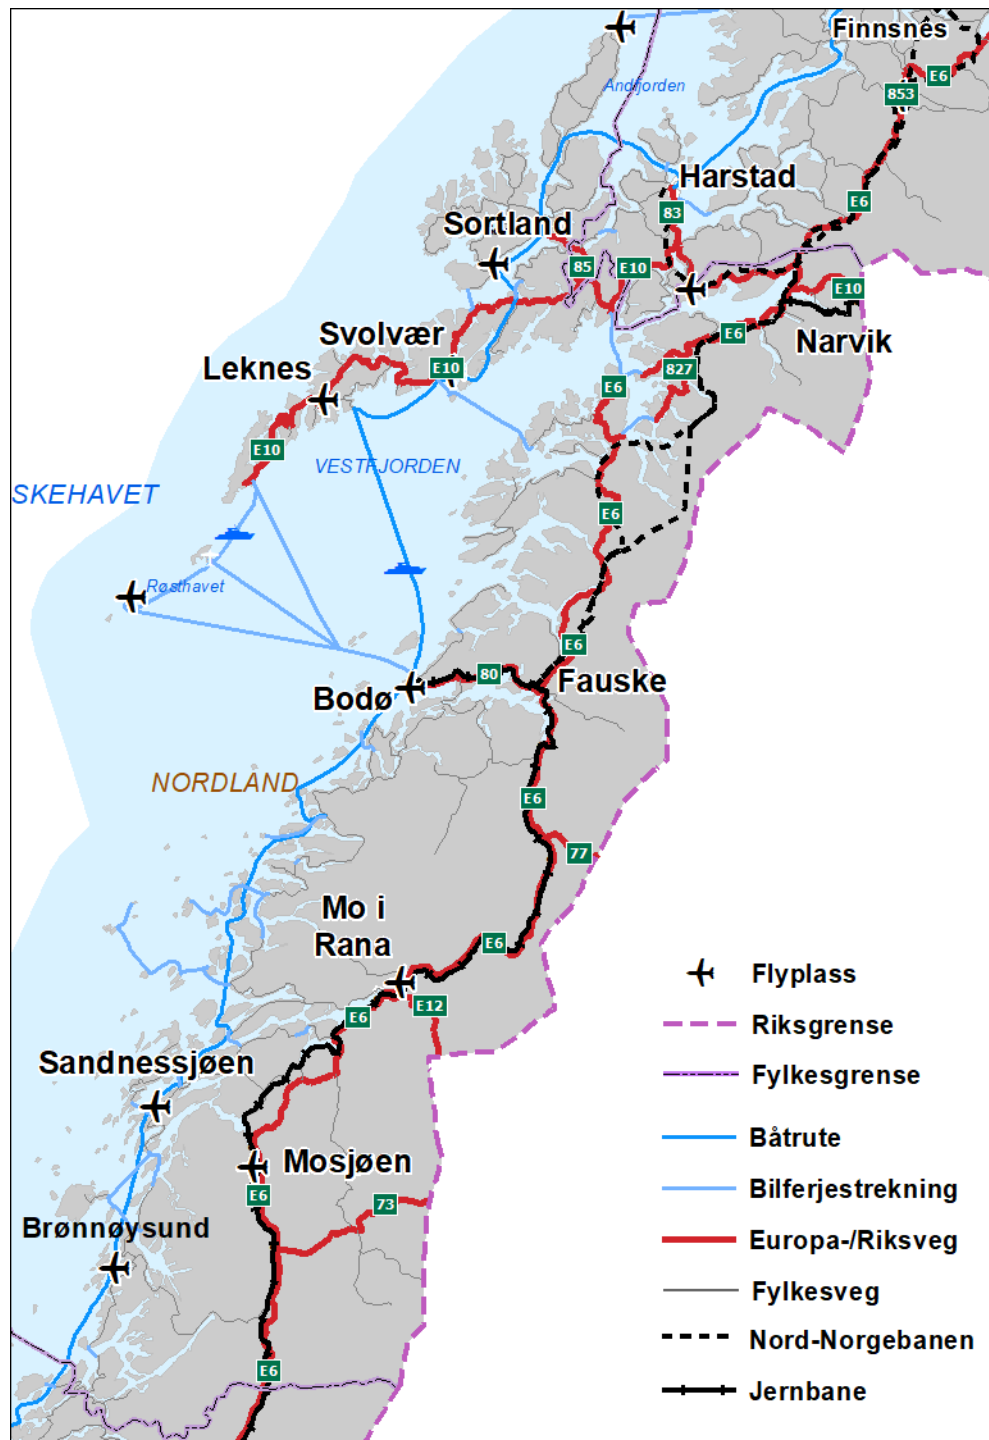 Finnsnes
E6
853
Andfjorden
Harstad
83
E6
Sortland
85
E10
E10
Svolvær
E6
Narvik
Leknes
E10
827
E6
E10
VESTFJORDEN
SKEHAVET
E6
Røsthavet
E6
80
Fauske
Bodø
NORDLAND
E6
77
Mo i
Rana
E6
E12
E6
Sandnessjøen
Mosjøen
E6
73
Brønnøysund
E6
Flyplass
Riksgrense
Fylkesgrense
Båtrute
Bilferjestrekning
Europa-/Riksveg
Fylkesveg
Nord-Norgebanen
Jernbane